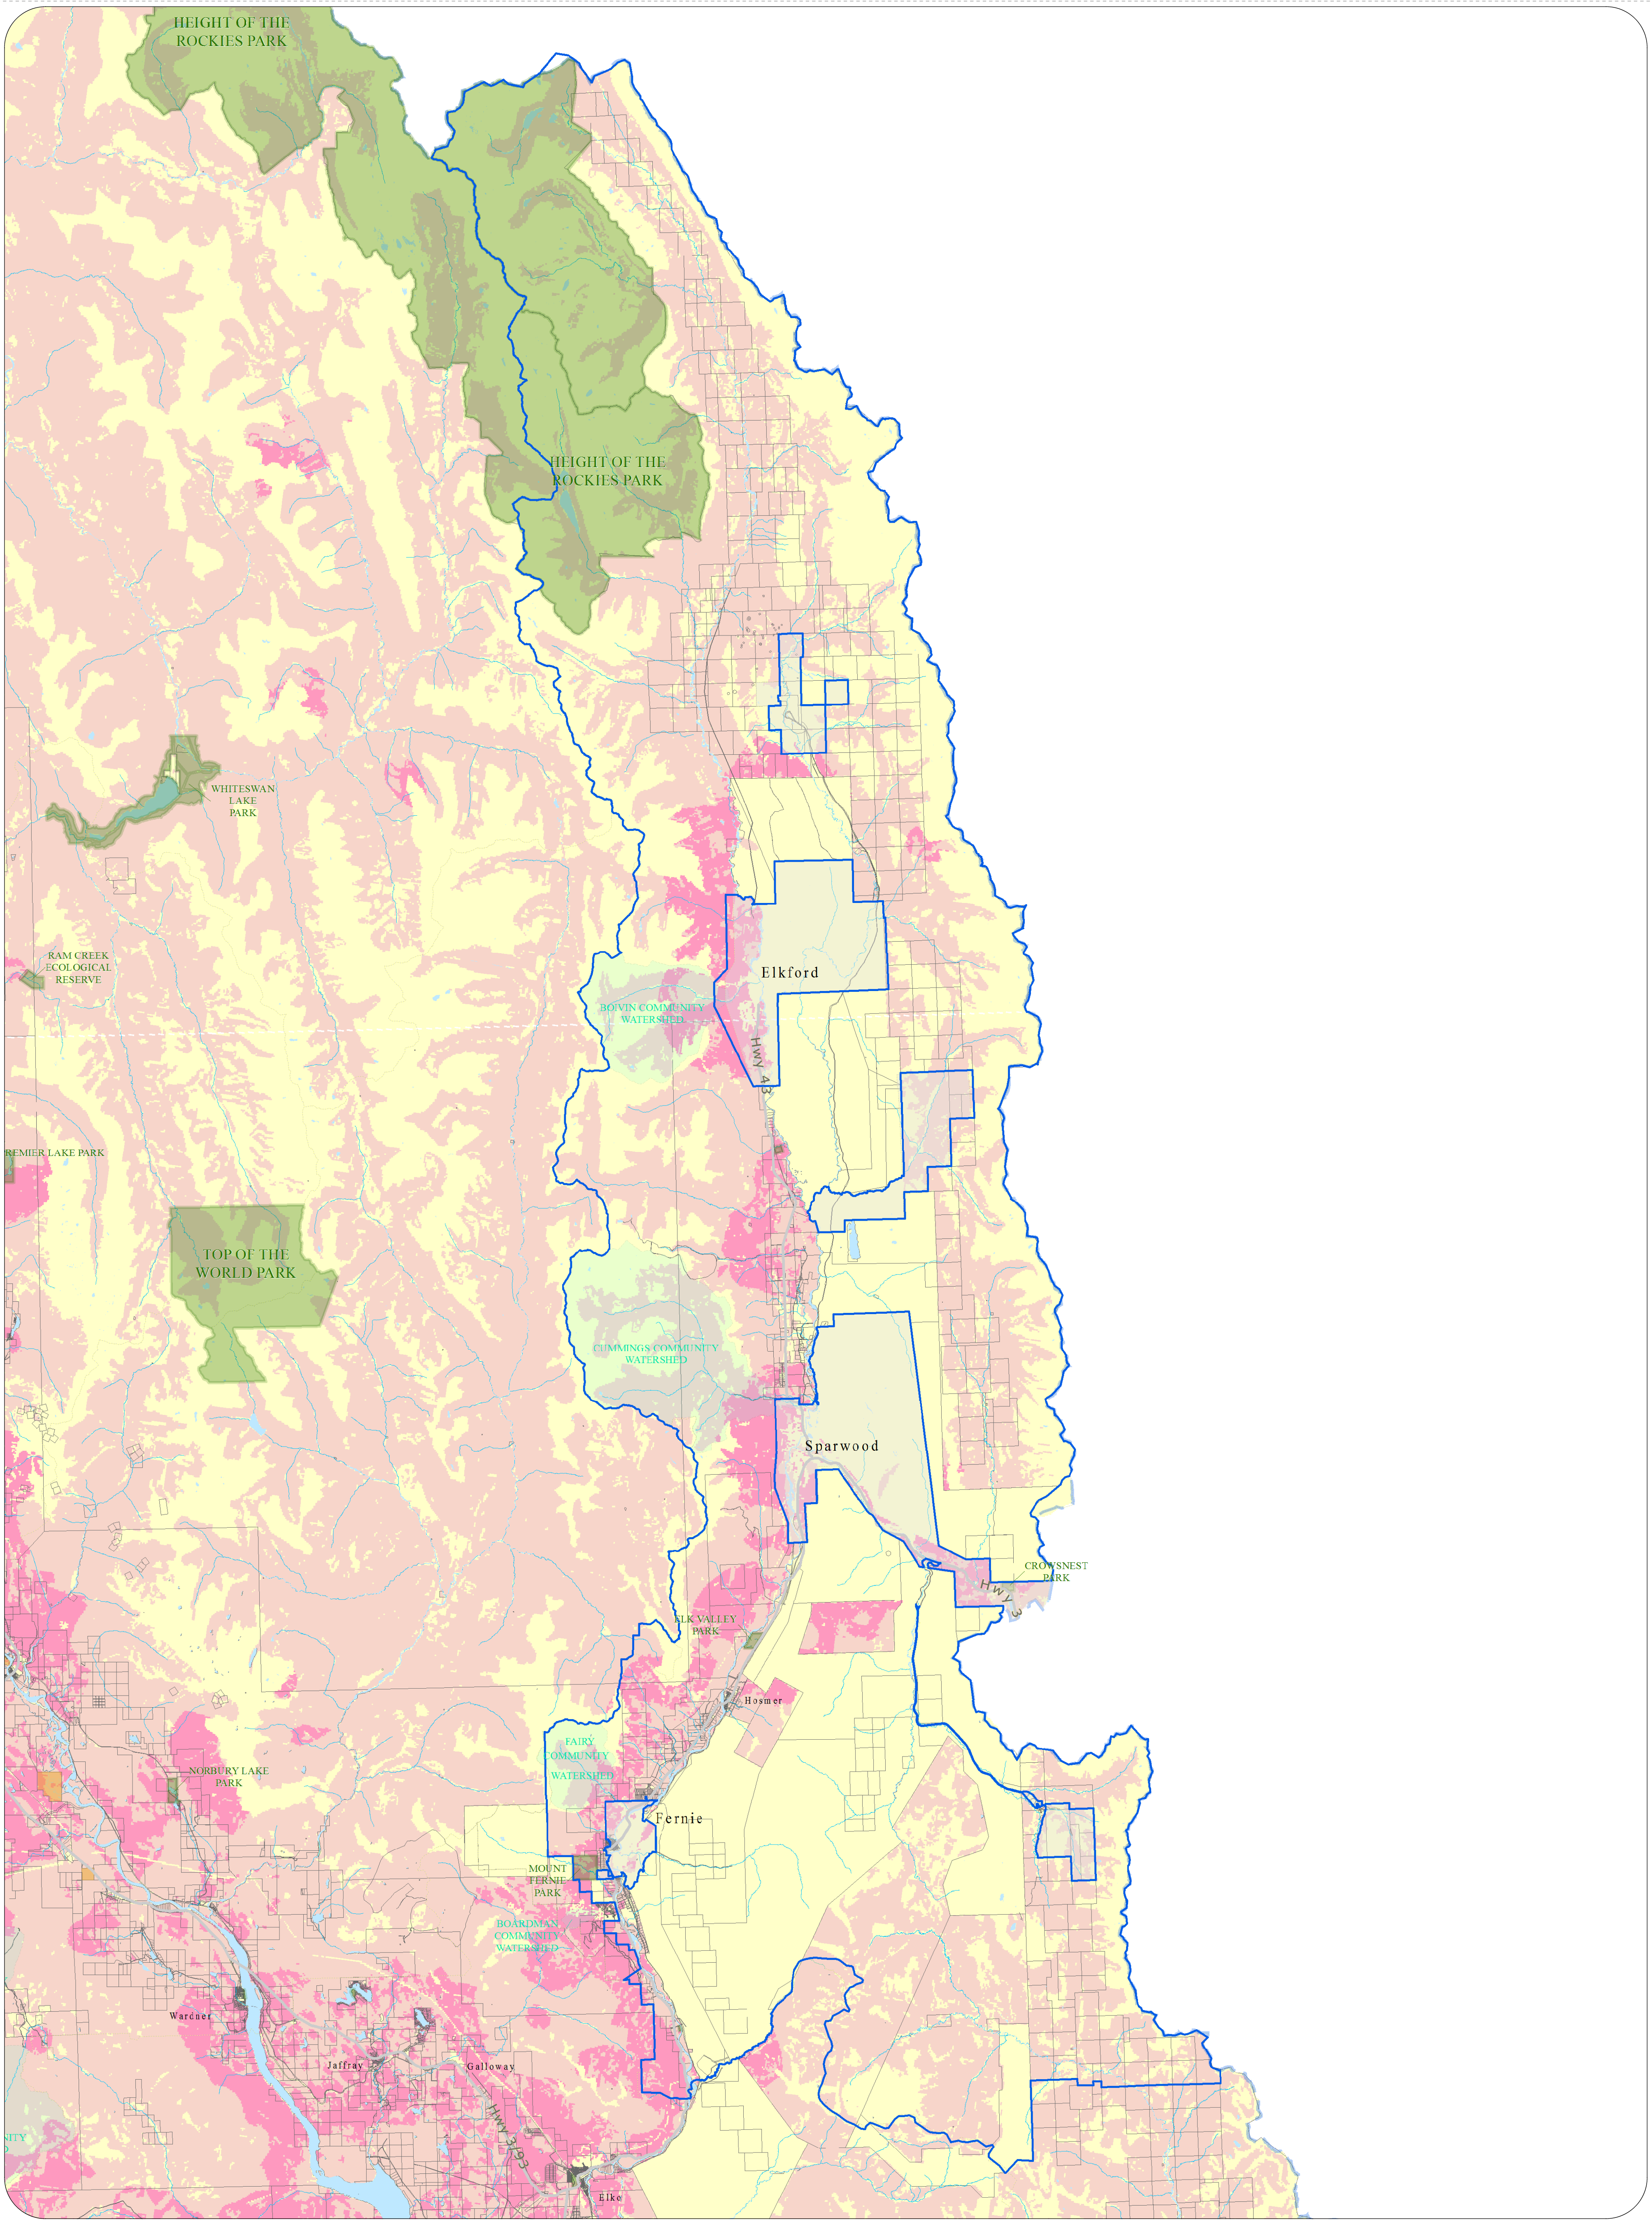 HEIGHT OF THE
ROCKIES PARK
HEIGHT OF THE
ROCKIES PARK
WHITESWAN
LAKE
PARK
RAM CREEK
ECOLOGICAL
RESERVE
Elkford
BOIVIN COMMUNITY
WATERSHED
Hwy 43
REMIER LAKE PARK
TOP OF THE
WORLD PARK
CUMMINGS COMMUNITY
WATERSHED
Sparwood
CROWSNEST
PARK
Hwy 3
ELK VALLEY
PARK
Hosmer
FAIRY
COMMUNITY
WATERSHED
NORBURY LAKE
PARK
Fernie
MOUNT
FERNIE
PARK
BOARDMAN
COMMUNITY
WATERSHED
Wardner
Jaffray
Galloway
Hwy 3/93
NITY
Elko